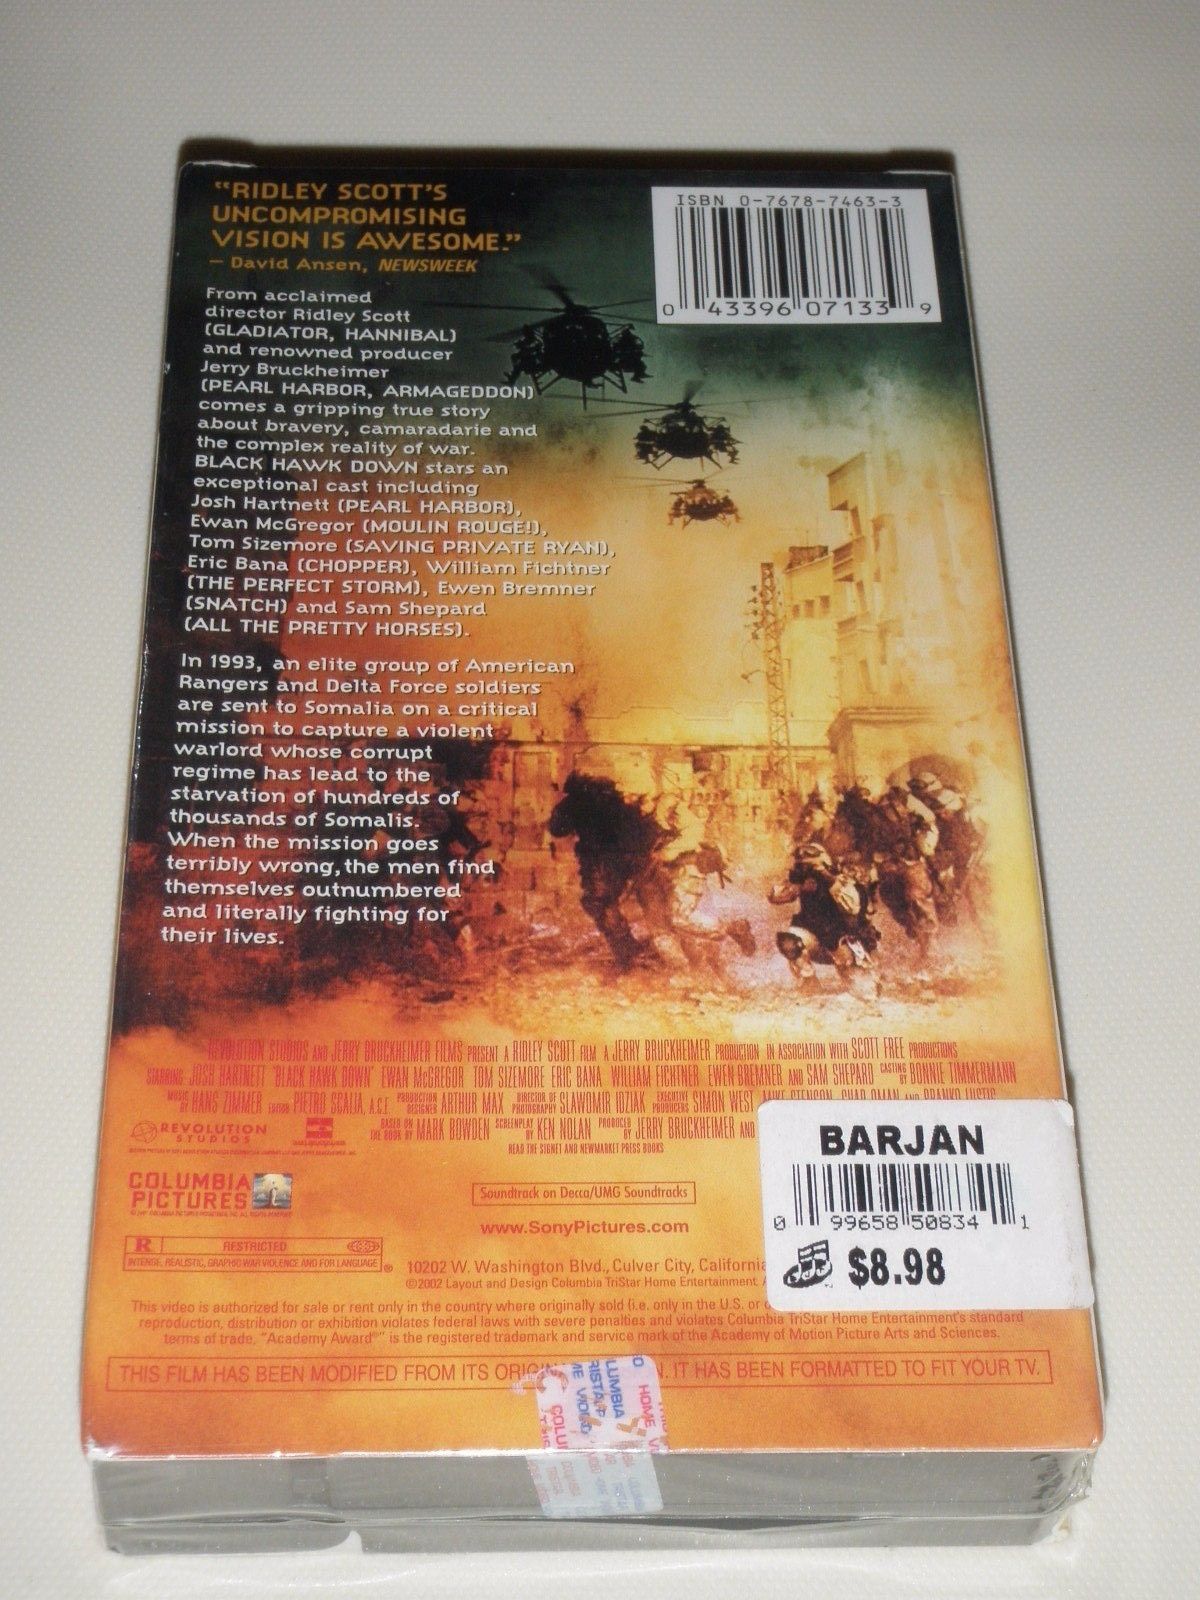 "RIDLEY SCOTT'S
UNCOMPROMISING
VISION IS AWESOME."
– David Ansen, NEWSWEEK
ISBN 0-7678-7463-3
0 43396 07133 9
From acclaimed
director Ridley Scott
(GLADIATOR, HANNIBAL)
and renowned producer
Jerry Bruckheimer
(PEARL HARBOR, ARMAGEDDON)
comes a gripping true story
about bravery, camaradarie and
the complex reality of war.
BLACK HAWK DOWN stars an
exceptional cast including
Josh Hartnett (PEARL HARBOR),
Ewan McGregor (MOULIN ROUGE!),
Tom Sizemore (SAVING PRIVATE RYAN),
Eric Bana (CHOPPER), William Fichtner
(THE PERFECT STORM), Ewen Bremner
(SNATCH) and Sam Shepard
(ALL THE PRETTY HORSES).
In 1993, an elite group of American
Rangers and Delta Force soldiers
are sent to Somalia on a critical
mission to capture a violent
warlord whose corrupt
regime has lead to the
starvation of hundreds of
thousands of Somalis.
When the mission goes
terribly wrong, the men find
themselves outnumbered
and literally fighting for
their lives.
REVOLUTION STUDIOS AND JERRY BRUCKHEIMER FILMS PRESENT A RIDLEY SCOTT FILM A JERRY BRUCKHEIMER PRODUCTION IN ASSOCIATION WITH SCOTT FREE PRODUCTIONS
STARRING JOSH HARTNETT "BLACK HAWK DOWN" EWAN McGREGOR TOM SIZEMORE ERIC BANA WILLIAM FICHTNER EWEN BREMNER AND SAM SHEPARD CASTING BY BONNIE ZIMMERMANN
MUSIC BY HANS ZIMMER EDITOR PIETRO SCALIA, A.C.E. PRODUCTION DESIGNER ARTHUR MAX DIRECTOR OF PHOTOGRAPHY SLAWOMIR IDZIAK EXECUTIVE PRODUCERS SIMON WEST, MIKE STENSON, CHAD OMAN AND BRANKO LUSTIG
BASED ON THE BOOK BY MARK BOWDEN SCREENPLAY BY KEN NOLAN PRODUCED BY JERRY BRUCKHEIMER AND
READ THE SIGNET AND NEWMARKET PRESS BOOKS
REVOLUTION
STUDIOS
COLUMBIA
PICTURES
Soundtrack on Decca/UMG Soundtracks
www.SonyPictures.com
R RESTRICTED
INTENSE, REALISTIC, GRAPHIC WAR VIOLENCE AND FOR LANGUAGE
10202 W. Washington Blvd., Culver City, California
©2002 Layout and Design Columbia TriStar Home Entertainment
BARJAN
0 99658 50834 1
$8.98
This video is authorized for sale or rent only in the country where originally sold (i.e. only in the U.S. or
reproduction, distribution or exhibition violates federal laws with severe penalties and violates Columbia TriStar Home Entertainment's standard
terms of trade. "Academy Award®" is the registered trademark and service mark of the Academy of Motion Picture Arts and Sciences.
THIS FILM HAS BEEN MODIFIED FROM ITS ORIGIN N. IT HAS BEEN FORMATTED TO FIT YOUR TV.